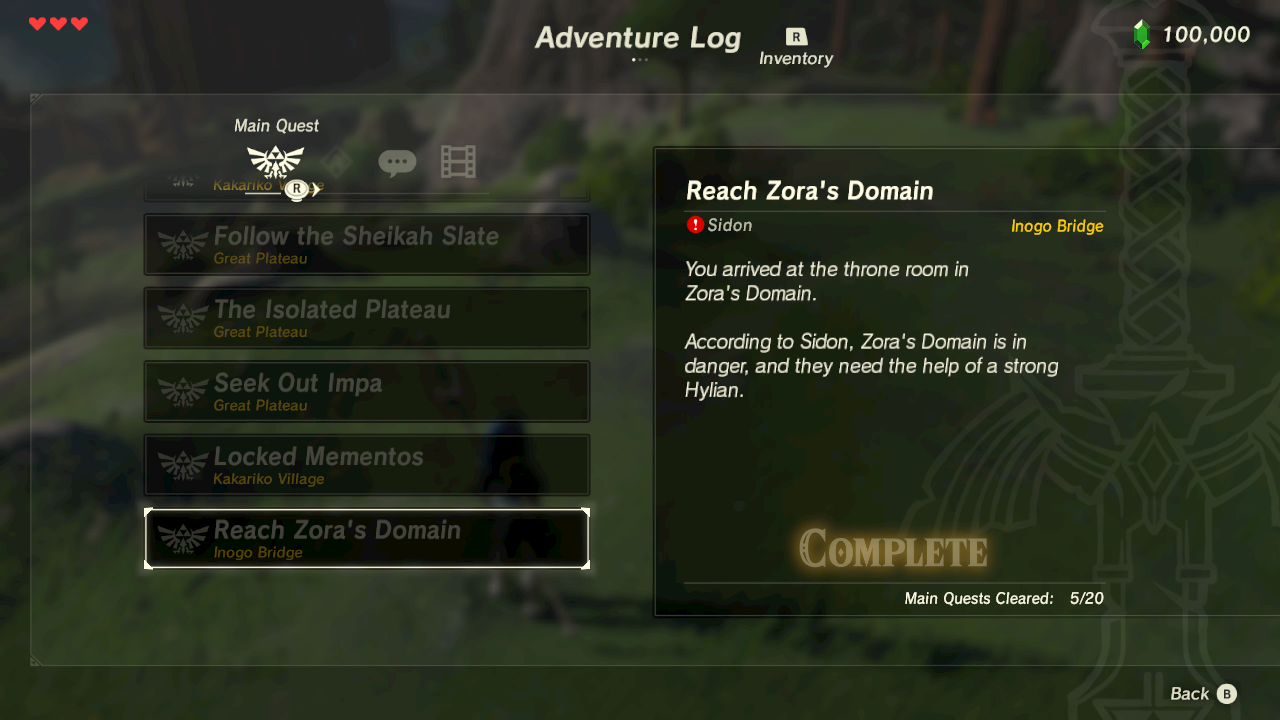 Adventure Log
R
Inventory
100,000
Main Quest
Kakariko Village
R
Follow the Sheikah Slate
Great Plateau
The Isolated Plateau
Great Plateau
Seek Out Impa
Great Plateau
Locked Mementos
Kakariko Village
Reach Zora's Domain
Inogo Bridge
Reach Zora's Domain
! Sidon
Inogo Bridge
You arrived at the throne room in
Zora's Domain.
According to Sidon, Zora's Domain is in
danger, and they need the help of a strong
Hylian.
COMPLETE
Main Quests Cleared: 5/20
Back B